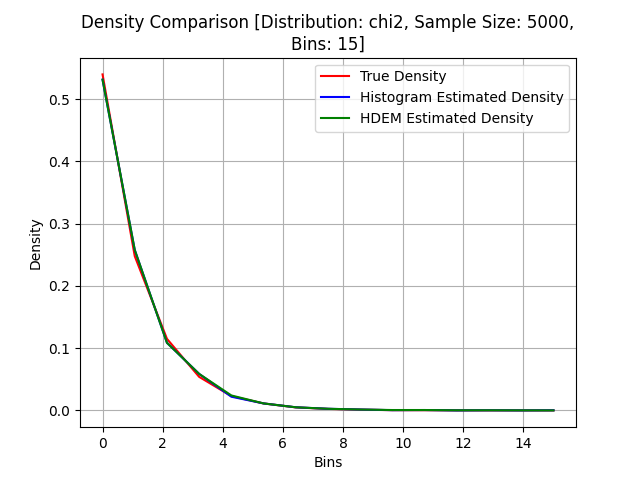 Density Comparison [Distribution: chi2, Sample Size: 5000,
Bins: 15]
True Density
Histogram Estimated Density
HDEM Estimated Density
Density
0.5
0.4
0.3
0.2
0.1
0.0
0 2 4 6 8 10 12 14
Bins